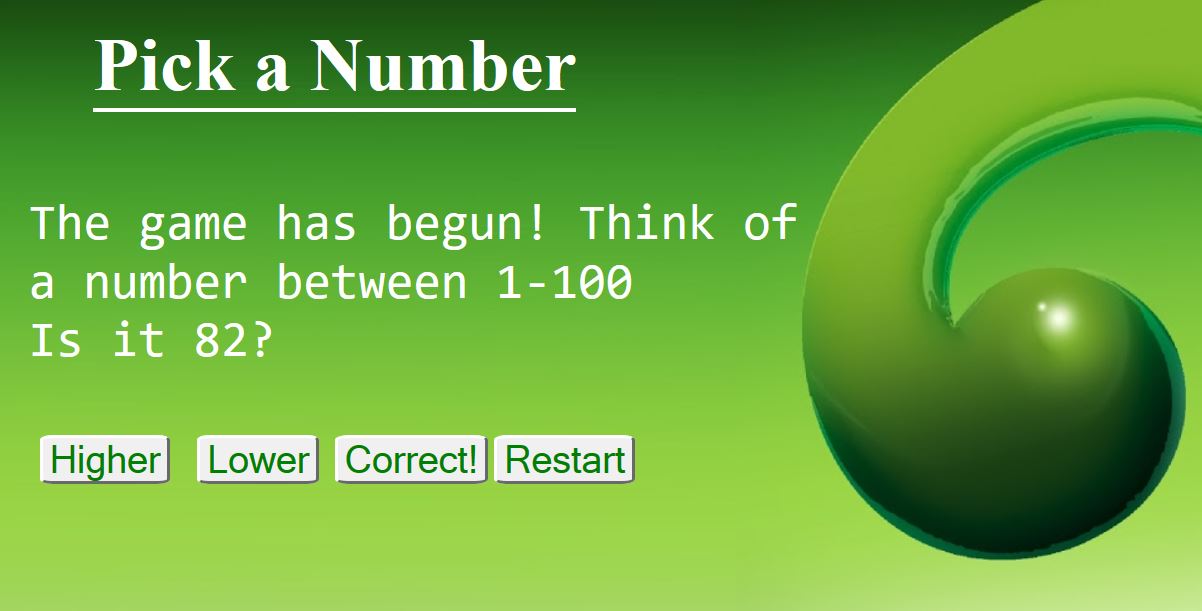 Pick a Number
The game has begun! Think of
a number between 1-100
Is it 82?
Higher Lower Correct! Restart